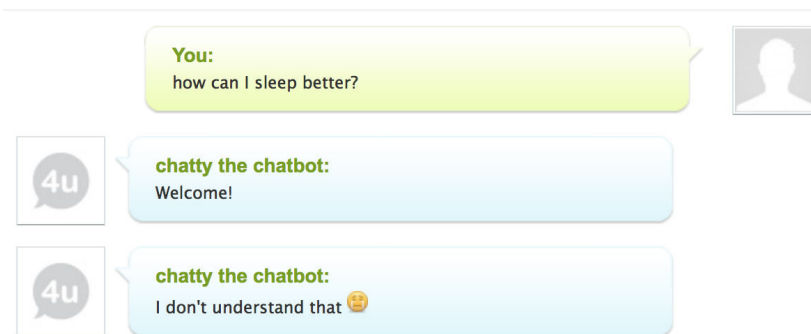 You:
how can I sleep better?
4u
chatty the chatbot:
Welcome!
4u
chatty the chatbot:
I don't understand that